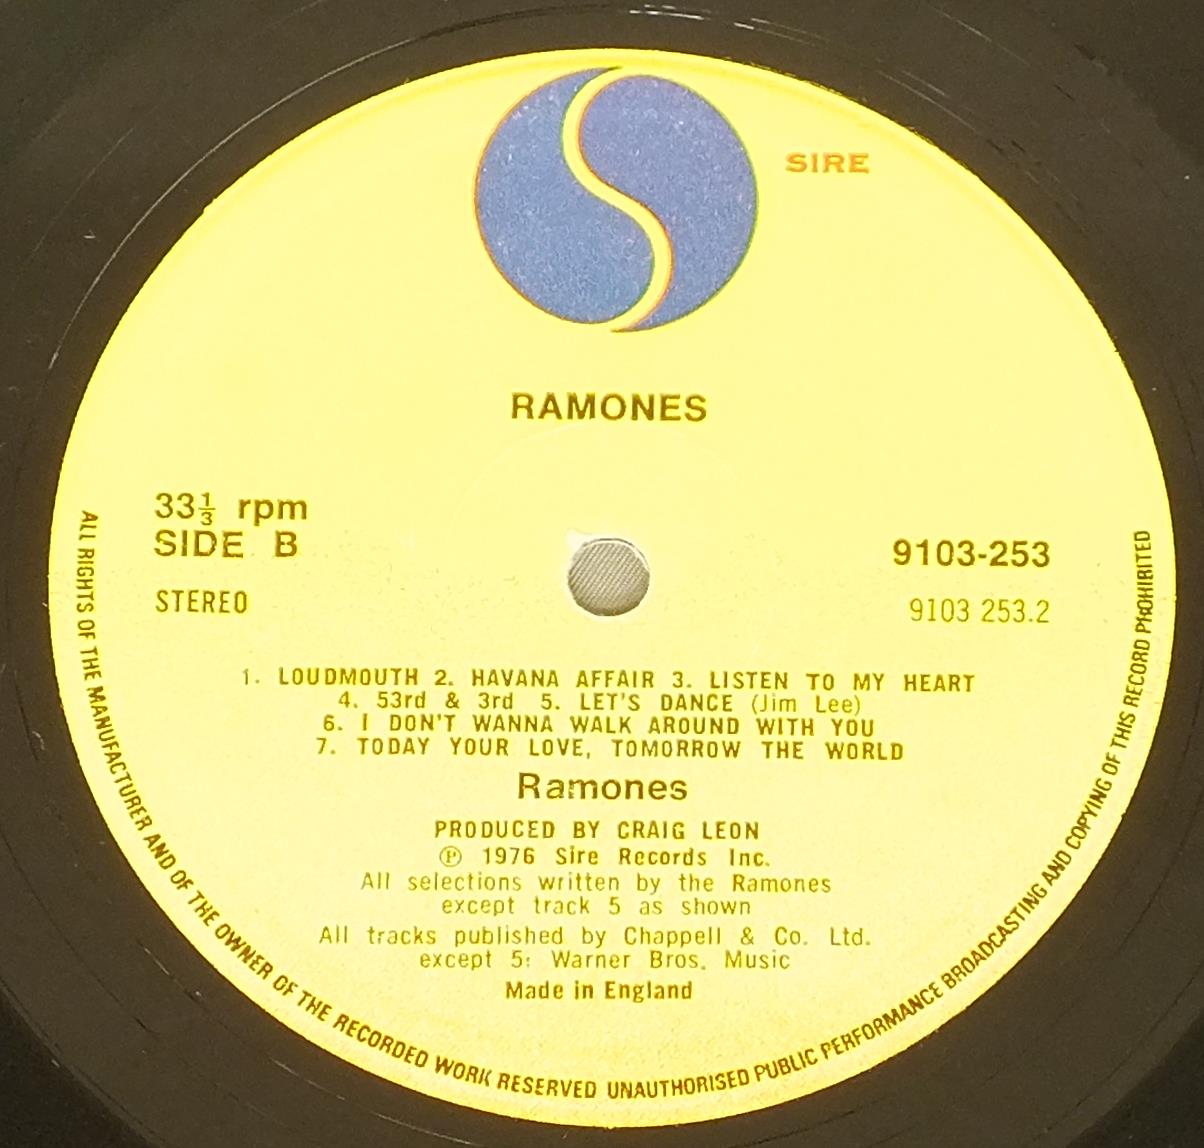 SIRE
RAMONES
33⅓ rpm
SIDE B
STEREO
9103-253
9103 253.2
1. LOUDMOUTH 2. HAVANA AFFAIR 3. LISTEN TO MY HEART
4. 53rd & 3rd 5. LET'S DANCE (Jim Lee)
6. I DON'T WANNA WALK AROUND WITH YOU
7. TODAY YOUR LOVE, TOMORROW THE WORLD
Ramones
PRODUCED BY CRAIG LEON
℗ 1976 Sire Records Inc.
All selections written by the Ramones
except track 5 as shown
All tracks published by Chappell & Co. Ltd.
except 5: Warner Bros. Music
Made in England
ALL RIGHTS OF THE MANUFACTURER AND OF THE OWNER OF THE RECORDED WORK RESERVED UNAUTHORISED PUBLIC PERFORMANCE BROADCASTING AND COPYING OF THIS RECORD PROHIBITED